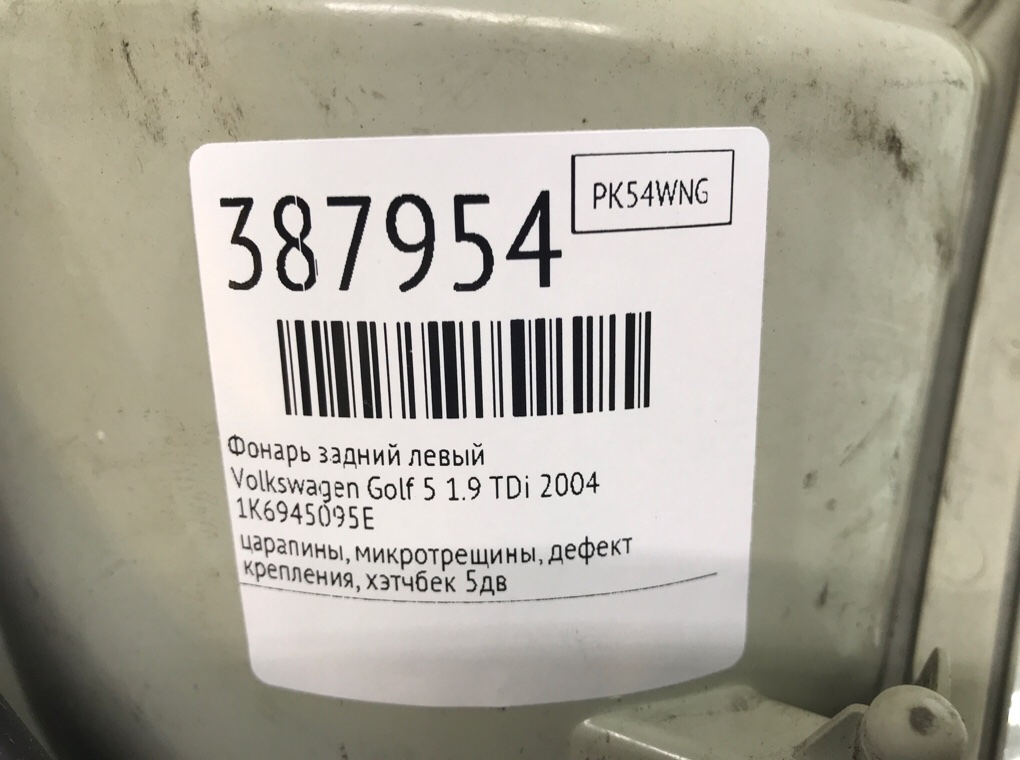 387954
PK54WNG
Фонарь задний левый
Volkswagen Golf 5 1.9 TDi 2004
1K6945095E
царапины, микротрещины, дефект
крепления, хэтчбек 5дв